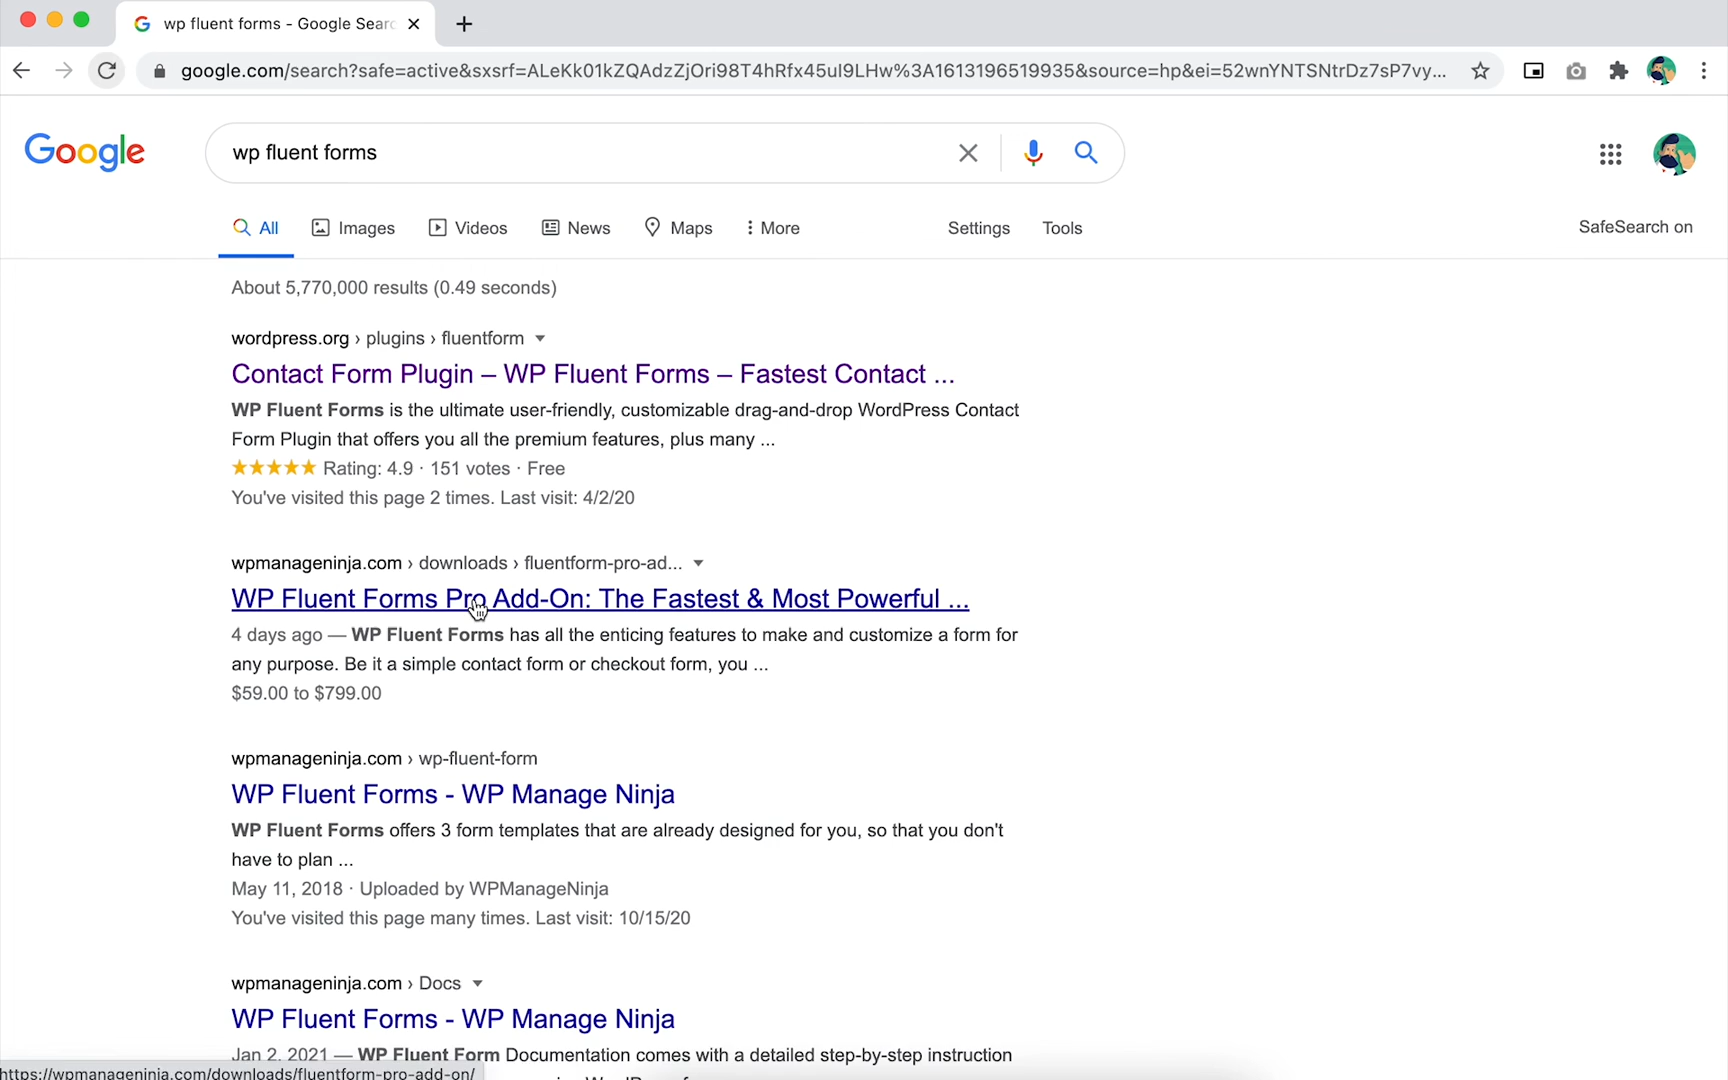 wp fluent forms - Google Sear
google.com/search?safe=active&sxsrf=ALeKk01kZQAdzZjOri98T4hRfx45uI9LHw%3A1613196519935&source=hp&ei=52wnYNTSNtrDz7sP7vy...
Google
wp fluent forms
All Images Videos News Maps More Settings Tools SafeSearch on
About 5,770,000 results (0.49 seconds)
wordpress.org › plugins › fluentform
Contact Form Plugin – WP Fluent Forms – Fastest Contact ...
WP Fluent Forms is the ultimate user-friendly, customizable drag-and-drop WordPress Contact
Form Plugin that offers you all the premium features, plus many ...
Rating: 4.9 · 151 votes · Free
You've visited this page 2 times. Last visit: 4/2/20
wpmanageninja.com › downloads › fluentform-pro-ad...
WP Fluent Forms Pro Add-On: The Fastest & Most Powerful ...
4 days ago — WP Fluent Forms has all the enticing features to make and customize a form for
any purpose. Be it a simple contact form or checkout form, you ...
$59.00 to $799.00
wpmanageninja.com › wp-fluent-form
WP Fluent Forms - WP Manage Ninja
WP Fluent Forms offers 3 form templates that are already designed for you, so that you don't
have to plan ...
May 11, 2018 · Uploaded by WPManageNinja
You've visited this page many times. Last visit: 10/15/20
wpmanageninja.com › Docs
WP Fluent Forms - WP Manage Ninja
Jan 2, 2021 — WP Fluent Form Documentation comes with a detailed step-by-step instruction
https://wpmanageninja.com/downloads/fluentform-pro-add-on/